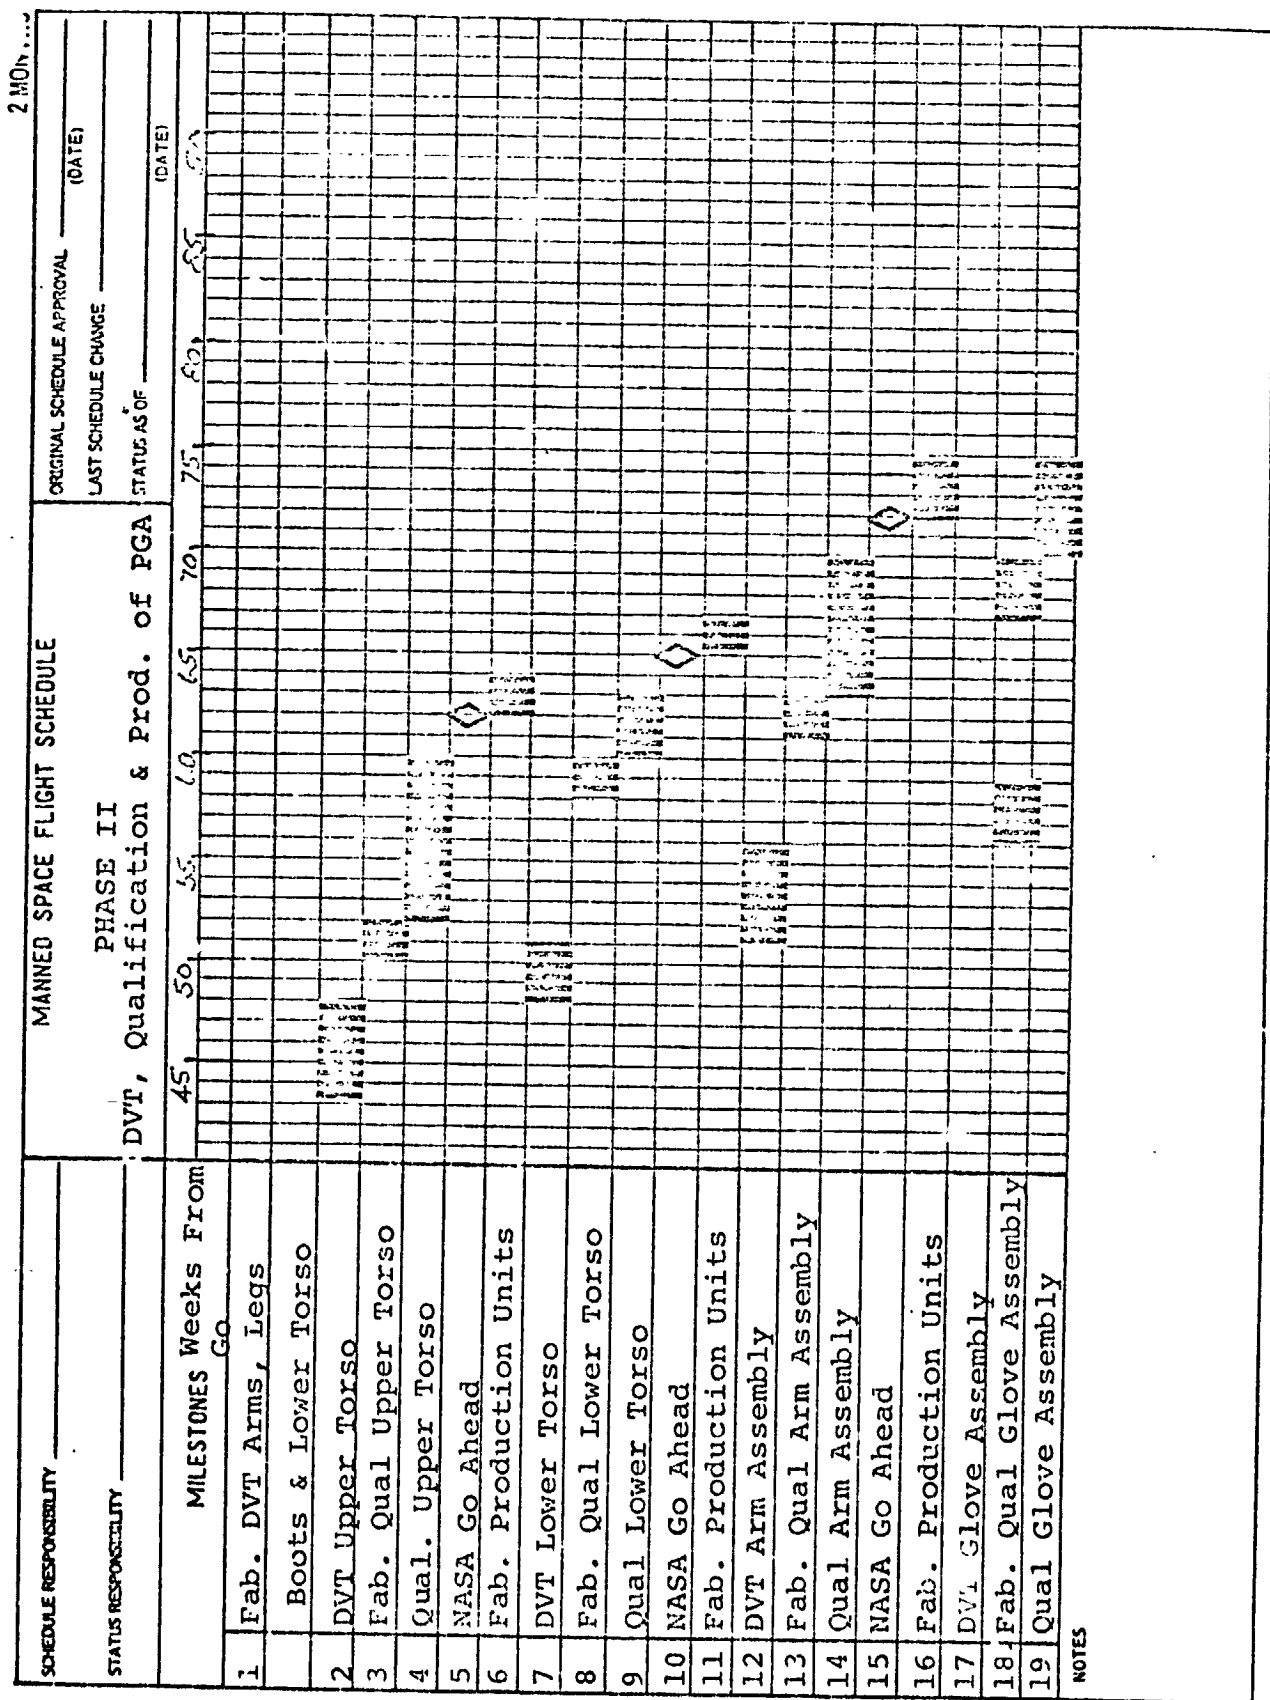 2 MON
SCHEDULE RESPONSIBILITY
STATUS RESPONSIBILITY
MANNED SPACE FLIGHT SCHEDULE
PHASE II
DVT, Qualification & Prod. of PGA
ORIGINAL SCHEDULE APPROVAL
(DATE)
LAST SCHEDULE CHANGE
STATUS AS OF
(DATE)
MILESTONES Weeks From Go
45 50 55 60 65 70 75 80 85
1 Fab. DVT Arms, Legs
Boots & Lower Torso
2 DVT Upper Torso
3 Fab. Qual Upper Torso
4 Qual. Upper Torso
5 NASA Go Ahead
6 Fab. Production Units
7 DVT Lower Torso
8 Fab. Qual Lower Torso
9 Qual Lower Torso
10 NASA Go Ahead
11 Fab. Production Units
12 DVT Arm Assembly
13 Fab. Qual Arm Assembly
14 Qual Arm Assembly
15 NASA Go Ahead
16 Fab. Production Units
17 DVT Glove Assembly
18 Fab. Qual Glove Assembly
19 Qual Glove Assembly
NOTES